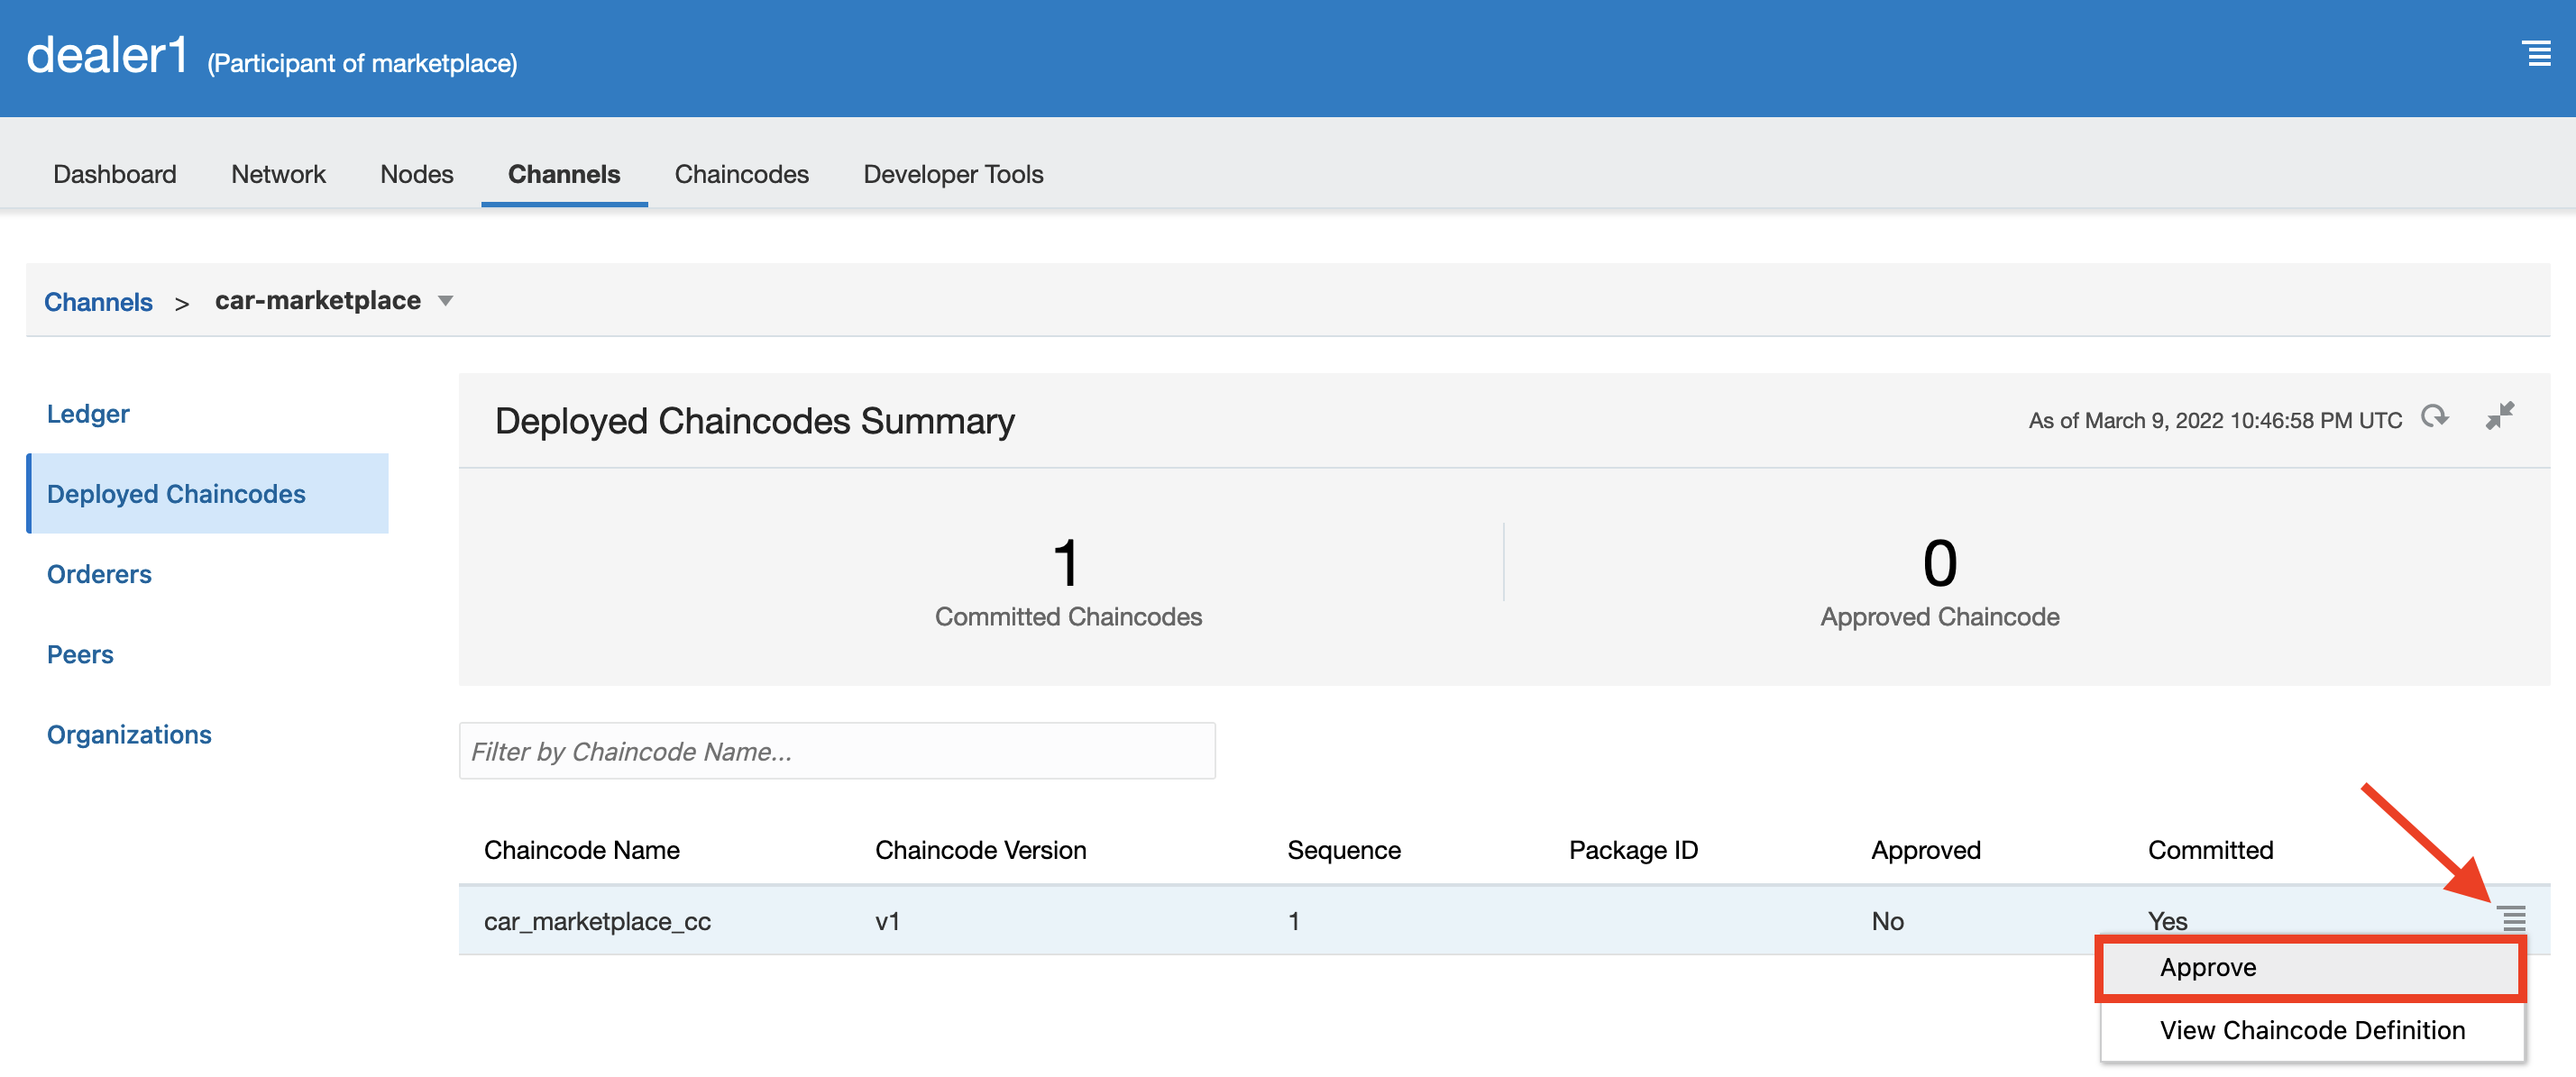 dealer1 (Participant of marketplace)
Dashboard Network Nodes Channels Chaincodes Developer Tools
Channels > car-marketplace
Ledger
Deployed Chaincodes
Orderers
Peers
Organizations
Deployed Chaincodes Summary
As of March 9, 2022 10:46:58 PM UTC
1
Committed Chaincodes
0
Approved Chaincode
Filter by Chaincode Name...
Chaincode Name Chaincode Version Sequence Package ID Approved Committed
car_marketplace_cc v1 1 No Yes
Approve
View Chaincode Definition